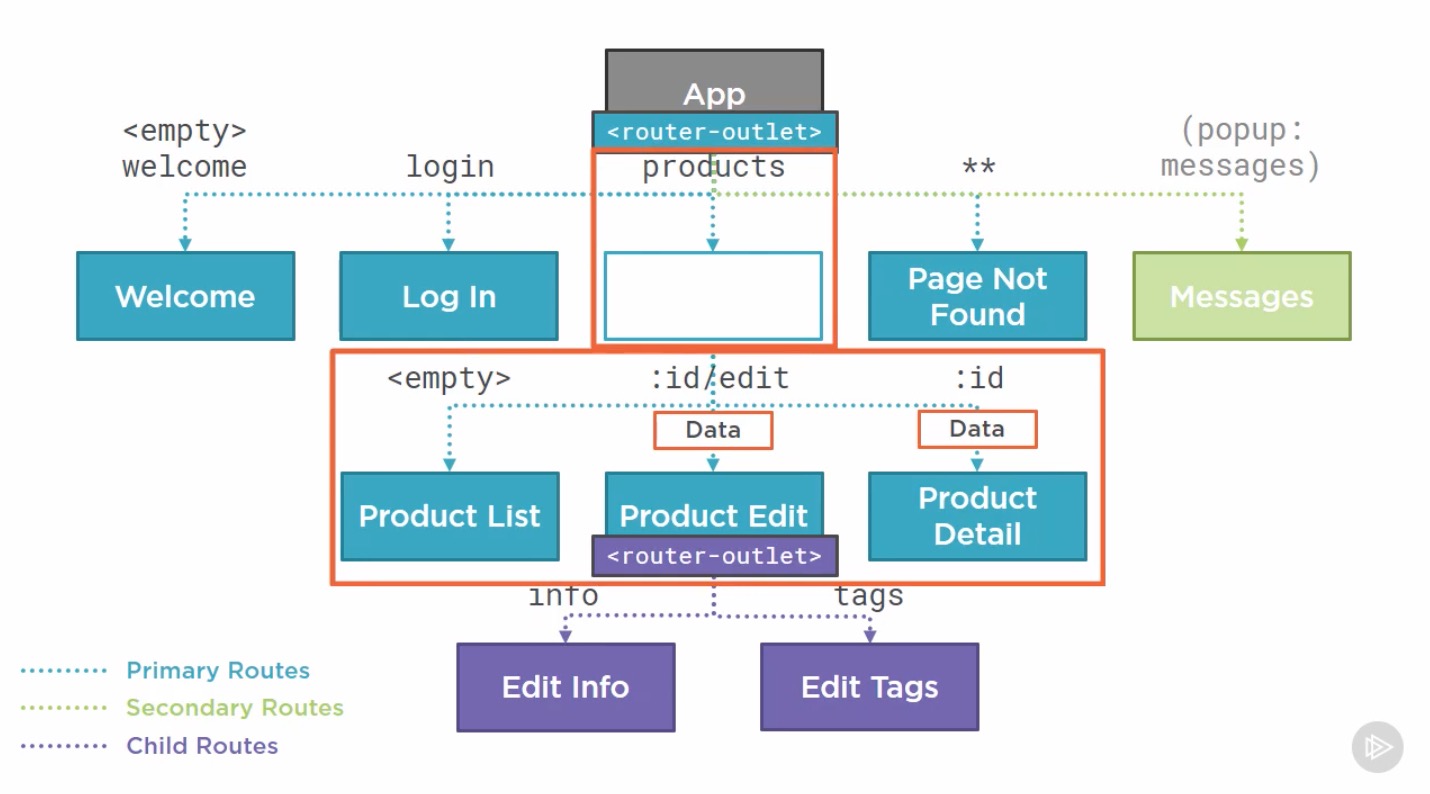 App
<router-outlet>
<empty>
welcome
login
products
**
(popup:
messages)
Welcome
Log In
Page Not
Found
Messages
<empty>
:id/edit
:id
Data
Data
Product List
Product Edit
Product
Detail
<router-outlet>
info
tags
Edit Info
Edit Tags
Primary Routes
Secondary Routes
Child Routes